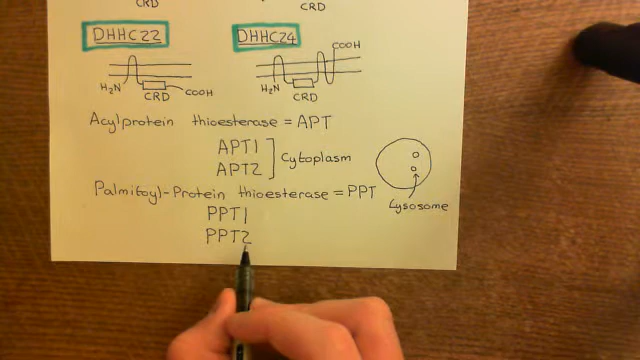 CRD
CRD
DHHC22
DHHC24
COOH
H₂N
COOH
CRD
H₂N
CRD
Acylprotein thioesterase = APT
APT1
APT2
Cytoplasm
Palmitoyl-Protein thioesterase = PPT
Lysosome
PPT1
PPT2